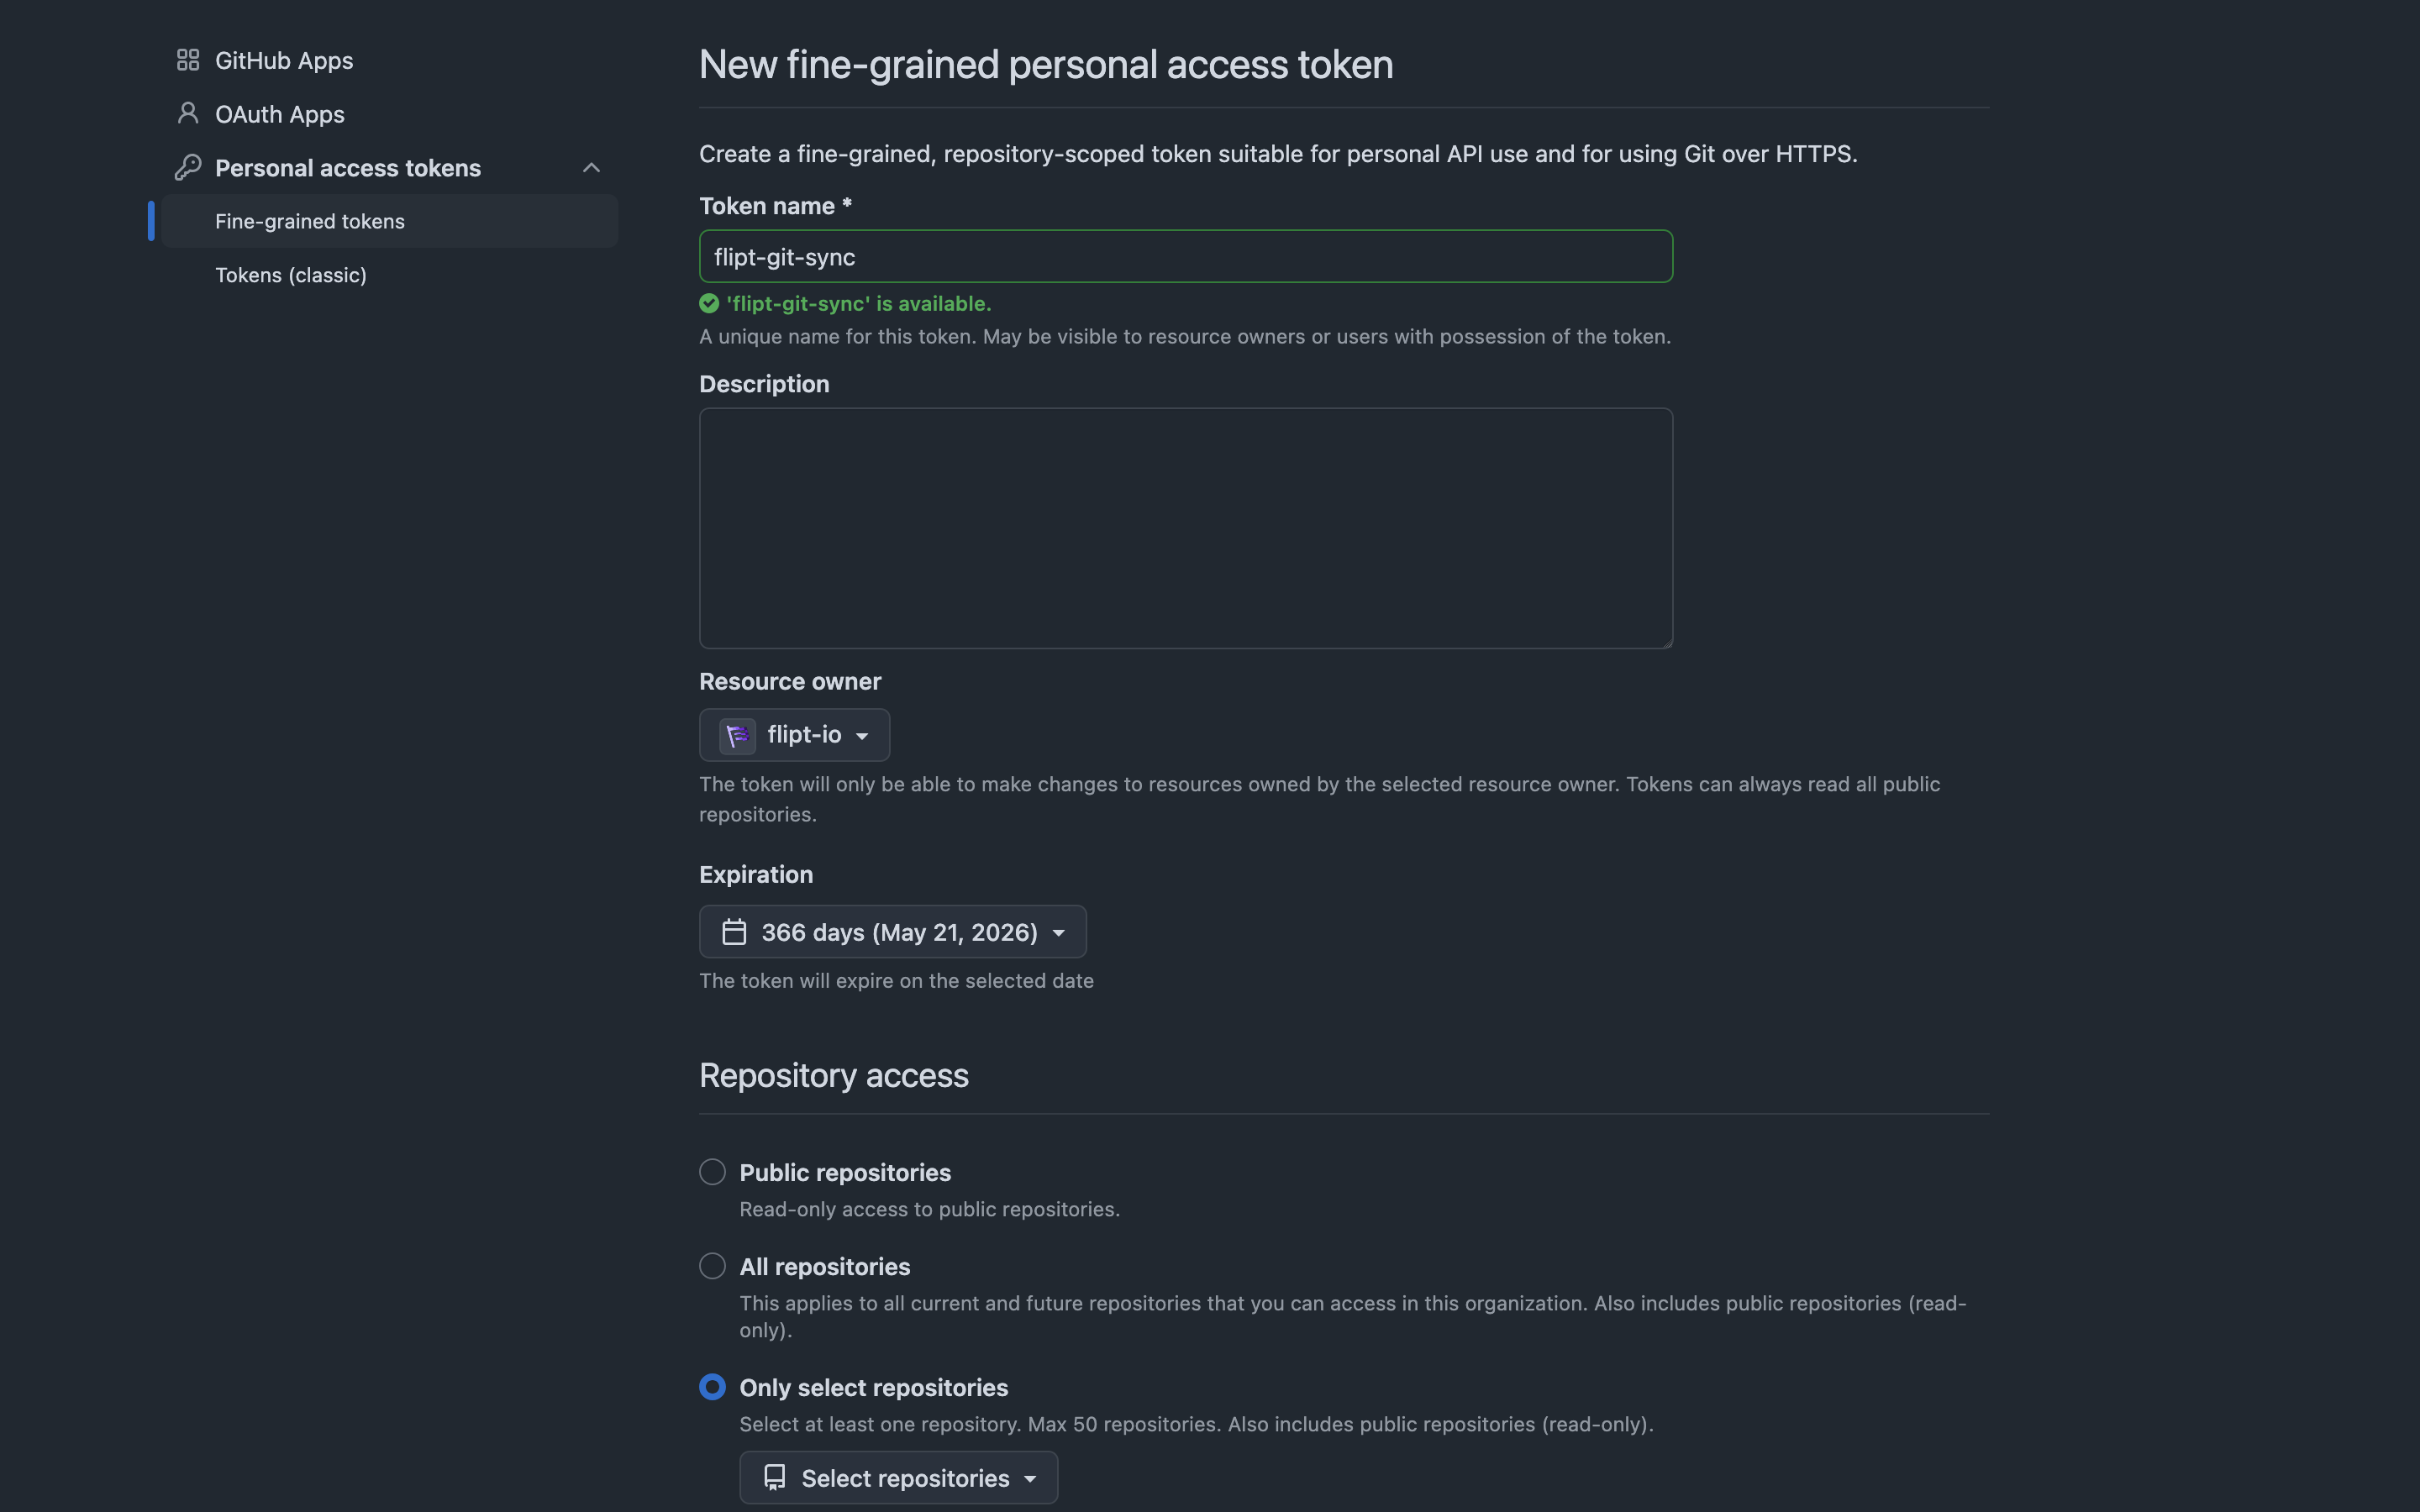 GitHub Apps
OAuth Apps
Personal access tokens
Fine-grained tokens
Tokens (classic)
New fine-grained personal access token
Create a fine-grained, repository-scoped token suitable for personal API use and for using Git over HTTPS.
Token name *
flipt-git-sync
'flipt-git-sync' is available.
A unique name for this token. May be visible to resource owners or users with possession of the token.
Description
Resource owner
flipt-io
The token will only be able to make changes to resources owned by the selected resource owner. Tokens can always read all public
repositories.
Expiration
366 days (May 21, 2026)
The token will expire on the selected date
Repository access
Public repositories
Read-only access to public repositories.
All repositories
This applies to all current and future repositories that you can access in this organization. Also includes public repositories (read-
only).
Only select repositories
Select at least one repository. Max 50 repositories. Also includes public repositories (read-only).
Select repositories